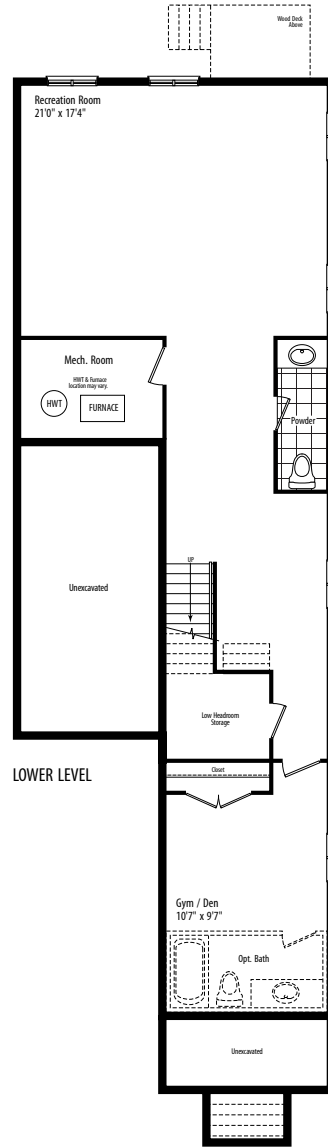 Wood Deck
Above
Recreation Room
21'0" x 17'4"
Mech. Room
HWT & Furnace
location may vary.
HWT
FURNACE
Powder
Unexcavated
UP
Low Headroom
Storage
LOWER LEVEL
Closet
Gym / Den
10'7" x 9'7"
Opt. Bath
Unexcavated